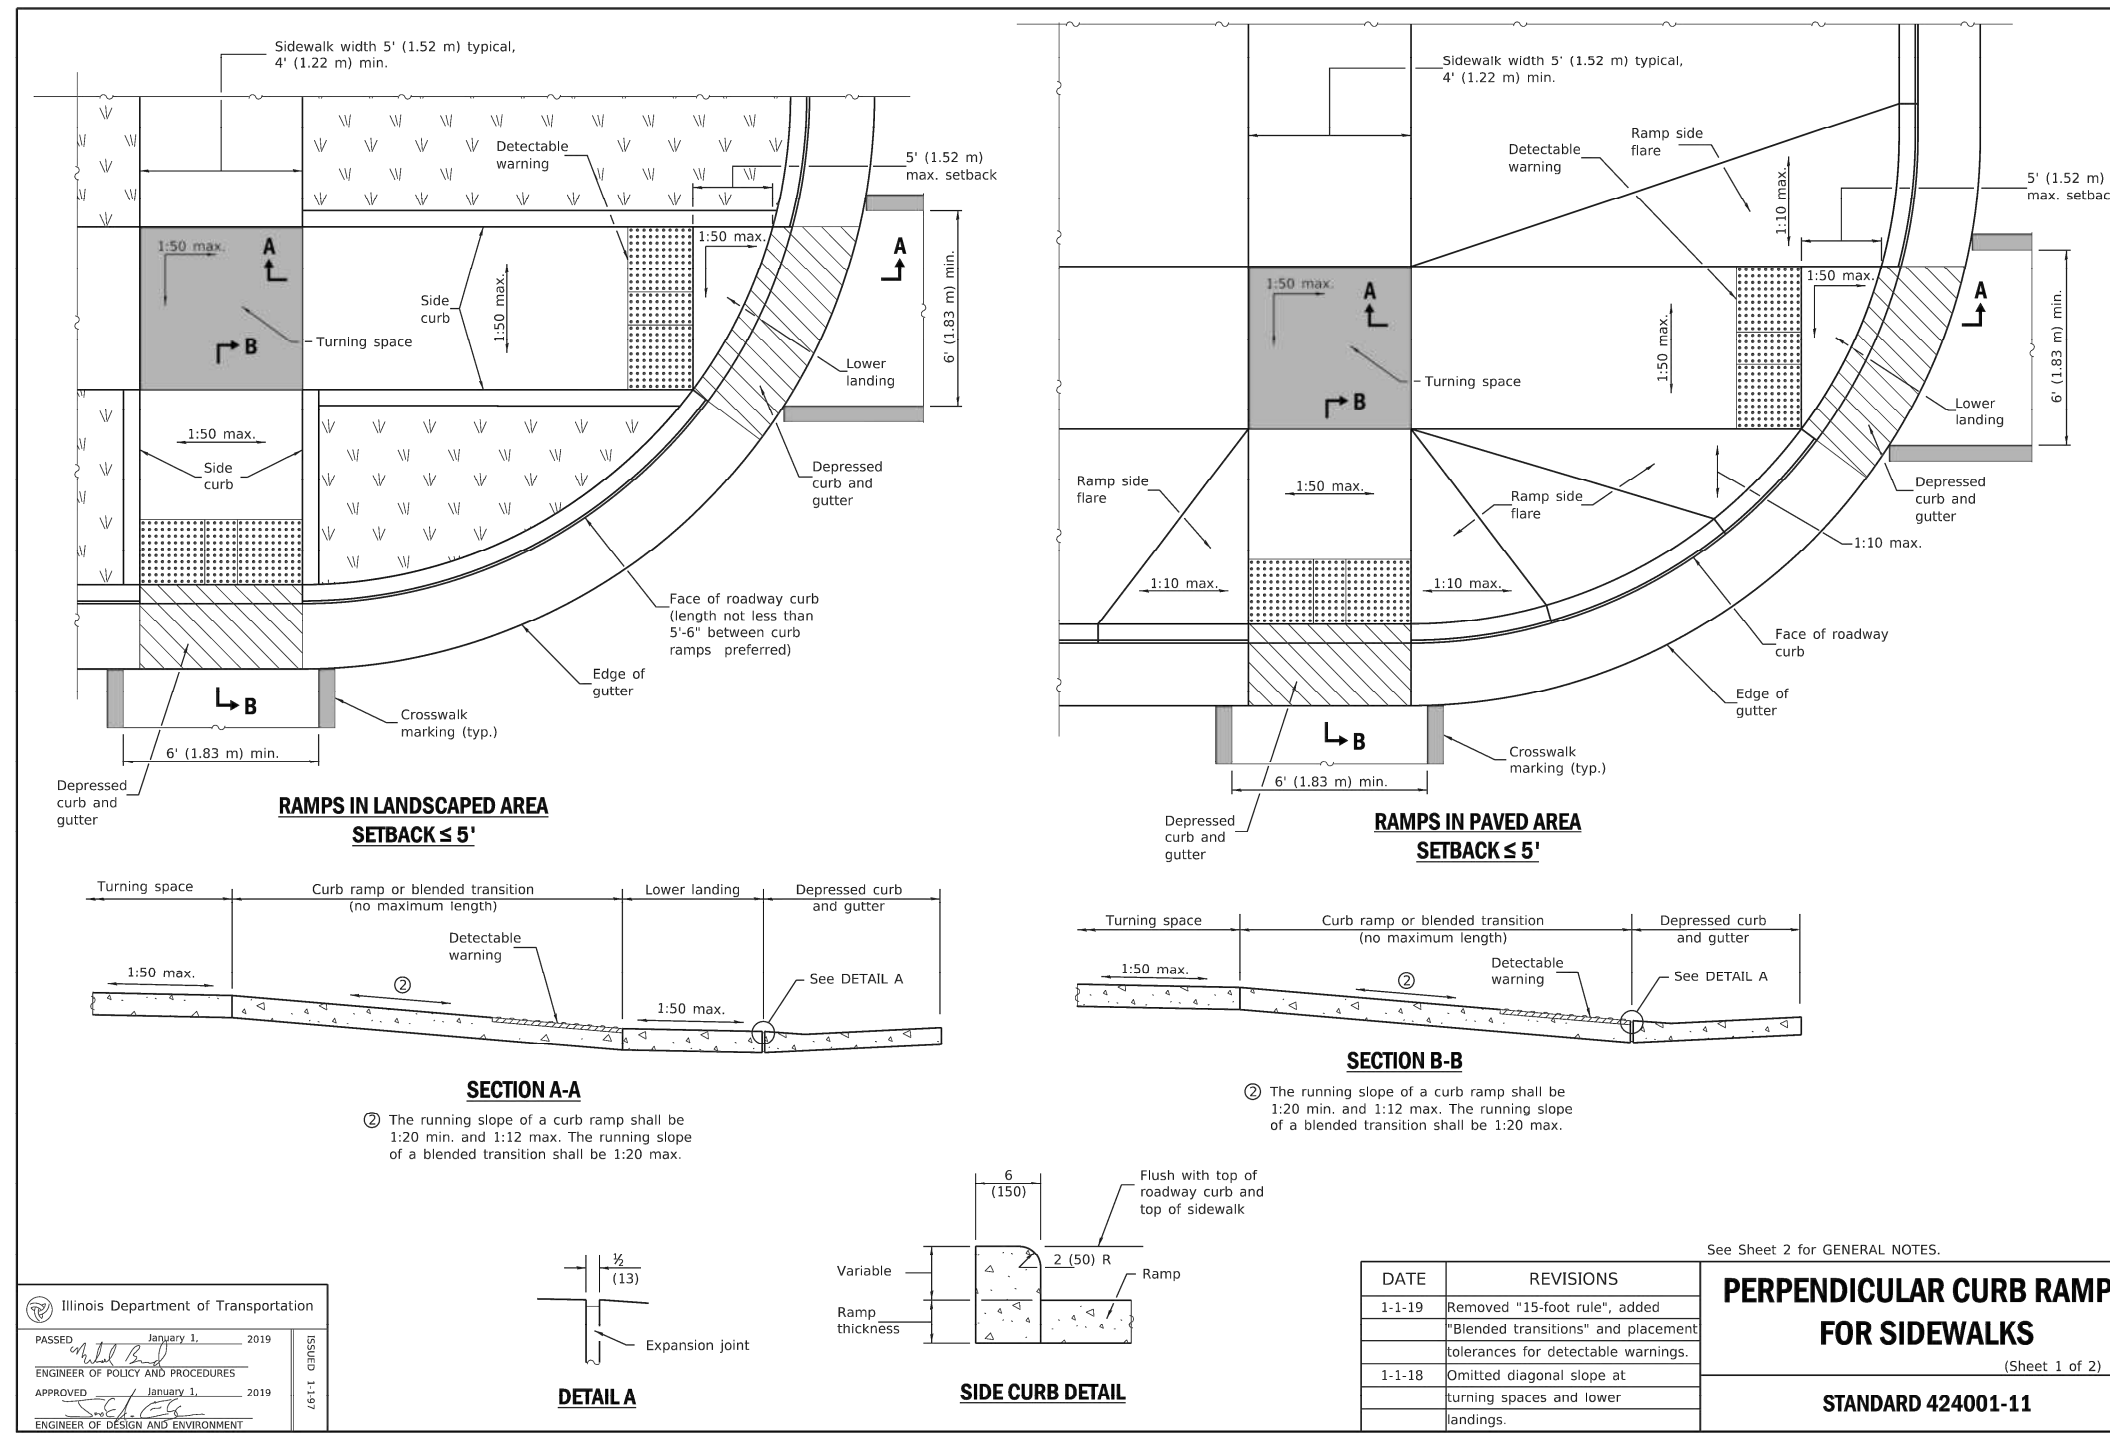 Sidewalk width 5' (1.52 m) typical,
4' (1.22 m) min.
Detectable
warning
5' (1.52 m)
max. setback
1:50 max.
A
1:50 max.
A
Side
curb
1:50 max.
6' (1.83 m) min.
B
Turning space
Lower
landing
1:50 max.
Side
curb
Depressed
curb and
gutter
Face of roadway curb
(length not less than
5'-6" between curb
ramps preferred)
Edge of
gutter
B
Crosswalk
marking (typ.)
6' (1.83 m) min.
Depressed
curb and
gutter
RAMPS IN LANDSCAPED AREA
SETBACK ≤ 5'
Sidewalk width 5' (1.52 m) typical,
4' (1.22 m) min.
Ramp side
flare
Detectable
warning
1:10 max.
5' (1.52 m)
max. setbac
1:50 max.
A
1:50 max.
A
1:50 max.
6' (1.83 m) min.
B
Turning space
Lower
landing
Ramp side
flare
1:50 max.
Ramp side
flare
Depressed
curb and
gutter
1:10 max.
1:10 max.
1:10 max.
Face of roadway
curb
Edge of
gutter
B
Crosswalk
marking (typ.)
6' (1.83 m) min.
Depressed
curb and
gutter
RAMPS IN PAVED AREA
SETBACK ≤ 5'
Turning space
Curb ramp or blended transition
(no maximum length)
Lower landing
Depressed curb
and gutter
Detectable
warning
1:50 max.
②
See DETAIL A
1:50 max.
SECTION A-A
② The running slope of a curb ramp shall be
1:20 min. and 1:12 max. The running slope
of a blended transition shall be 1:20 max.
Turning space
Curb ramp or blended transition
(no maximum length)
Depressed curb
and gutter
1:50 max.
②
Detectable
warning
See DETAIL A
SECTION B-B
② The running slope of a curb ramp shall be
1:20 min. and 1:12 max. The running slope
of a blended transition shall be 1:20 max.
½
(13)
Expansion joint
DETAIL A
6
(150)
Flush with top of
roadway curb and
top of sidewalk
Variable
2 (50) R
Ramp
Ramp
thickness
SIDE CURB DETAIL
Illinois Department of Transportation
PASSED January 1, 2019
ENGINEER OF POLICY AND PROCEDURES
APPROVED January 1, 2019
ENGINEER OF DESIGN AND ENVIRONMENT
ISSUED 1-1-97
See Sheet 2 for GENERAL NOTES.
DATE REVISIONS
1-1-19 Removed "15-foot rule", added
"Blended transitions" and placement
tolerances for detectable warnings.
1-1-18 Omitted diagonal slope at
turning spaces and lower
landings.
PERPENDICULAR CURB RAMP
FOR SIDEWALKS
(Sheet 1 of 2)
STANDARD 424001-11